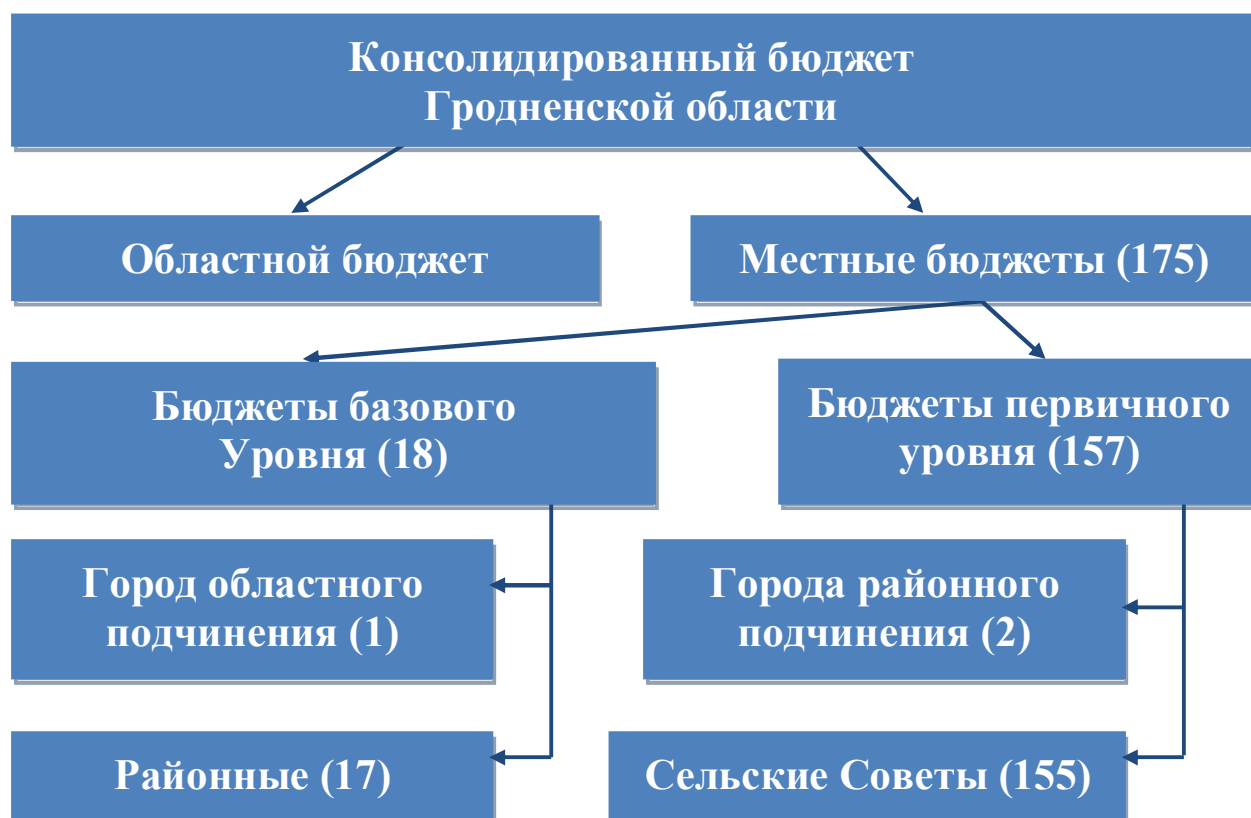 Консолидированный бюджет
Гродненской области
Областной бюджет
Местные бюджеты (175)
Бюджеты базового
Уровня (18)
Бюджеты первичного
уровня (157)
Город областного
подчинения (1)
Города районного
подчинения (2)
Районные (17)
Сельские Советы (155)